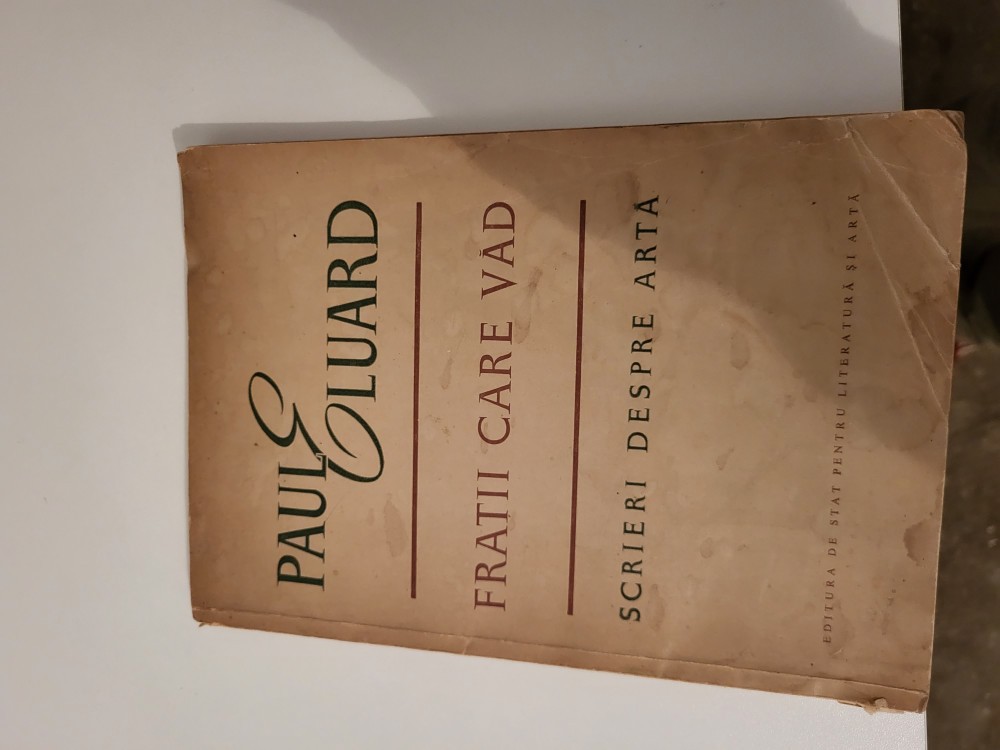 PAUL
ELUARD
FRAȚII CARE VĂD
SCRIERI DESPRE ARTĂ
EDITURA DE STAT PENTRU LITERATURĂ ȘI ARTĂ